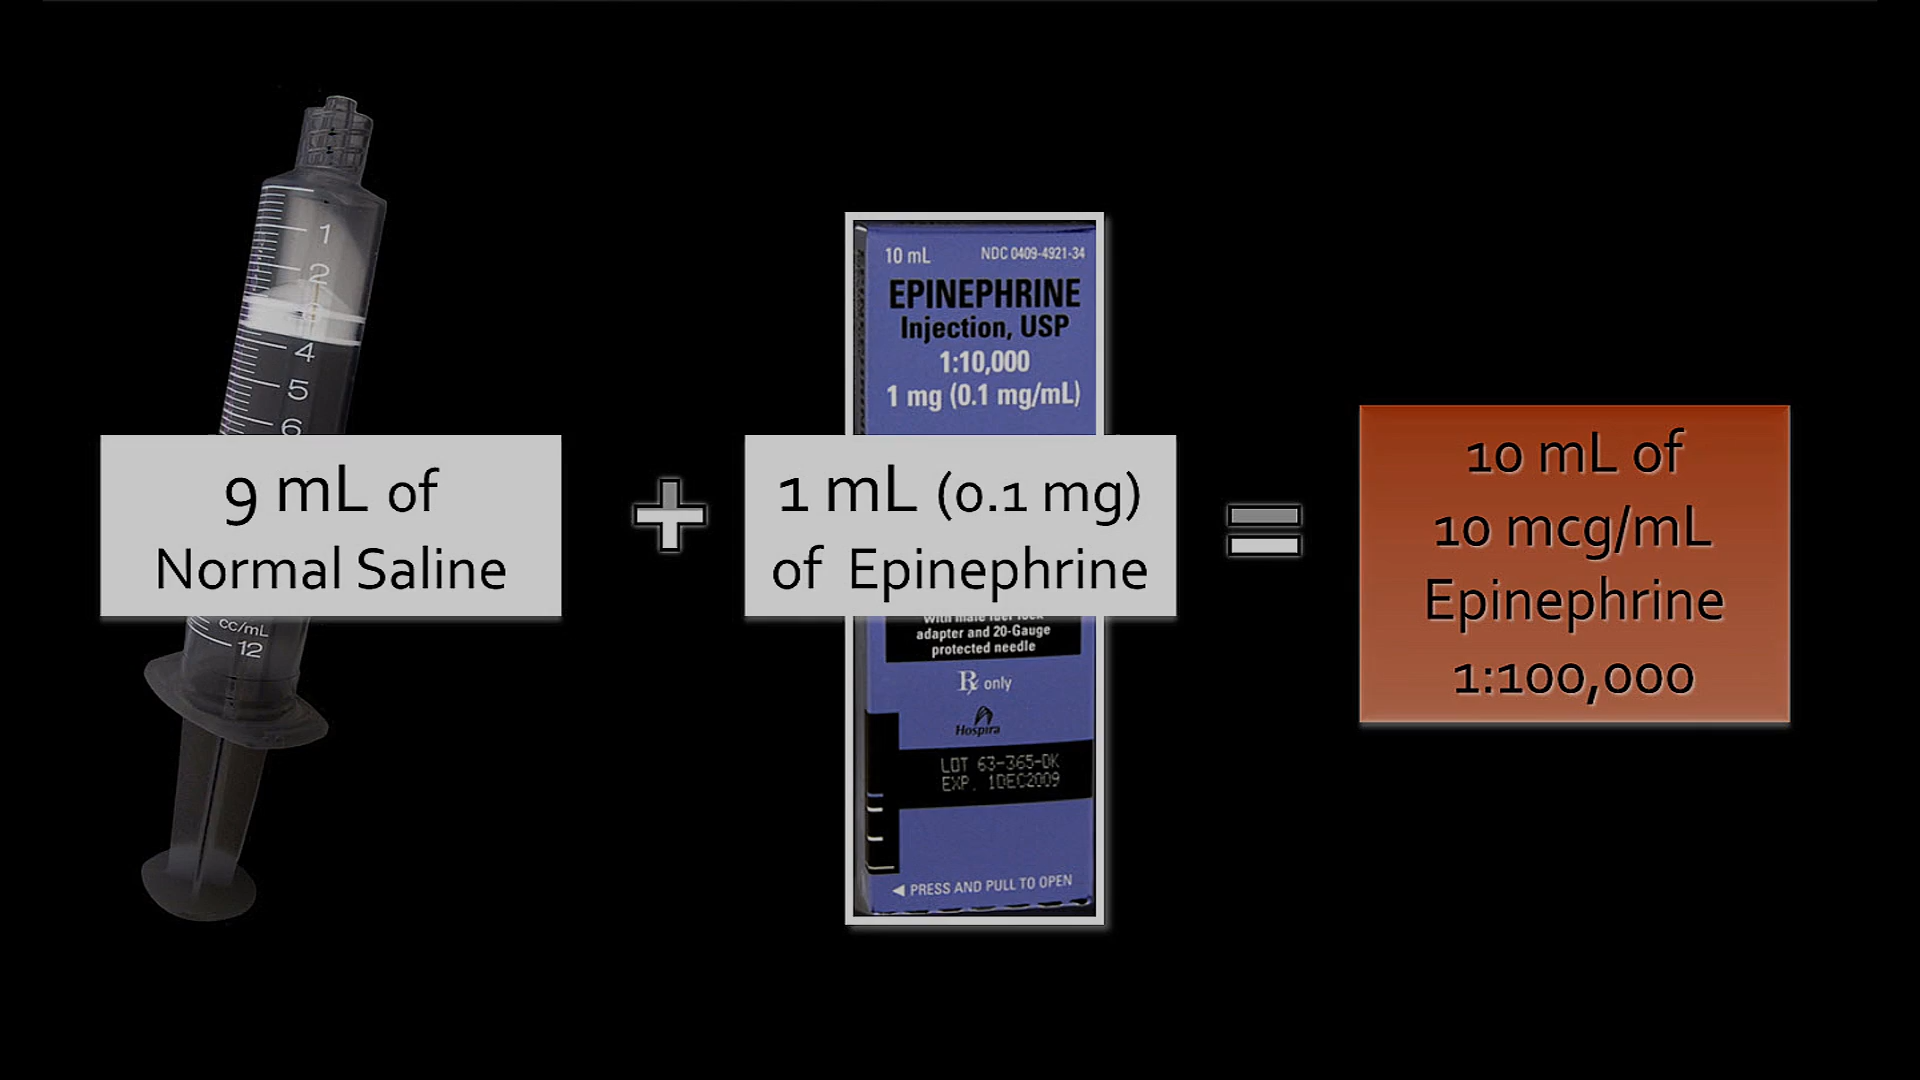 1
2
3
4
5
6
9 mL of
Normal Saline
cc/mL
12
10 mL NDC 0409-4921-34
EPINEPHRINE
Injection, USP
1:10,000
1 mg (0.1 mg/mL)
1 mL (0.1 mg)
of Epinephrine
adapter and 20-Gauge
protected needle
Rx only
Hospira
LOT 63-365-DK
EXP. 1DEC2009
◄ PRESS AND PULL TO OPEN
10 mL of
10 mcg/mL
Epinephrine
1:100,000